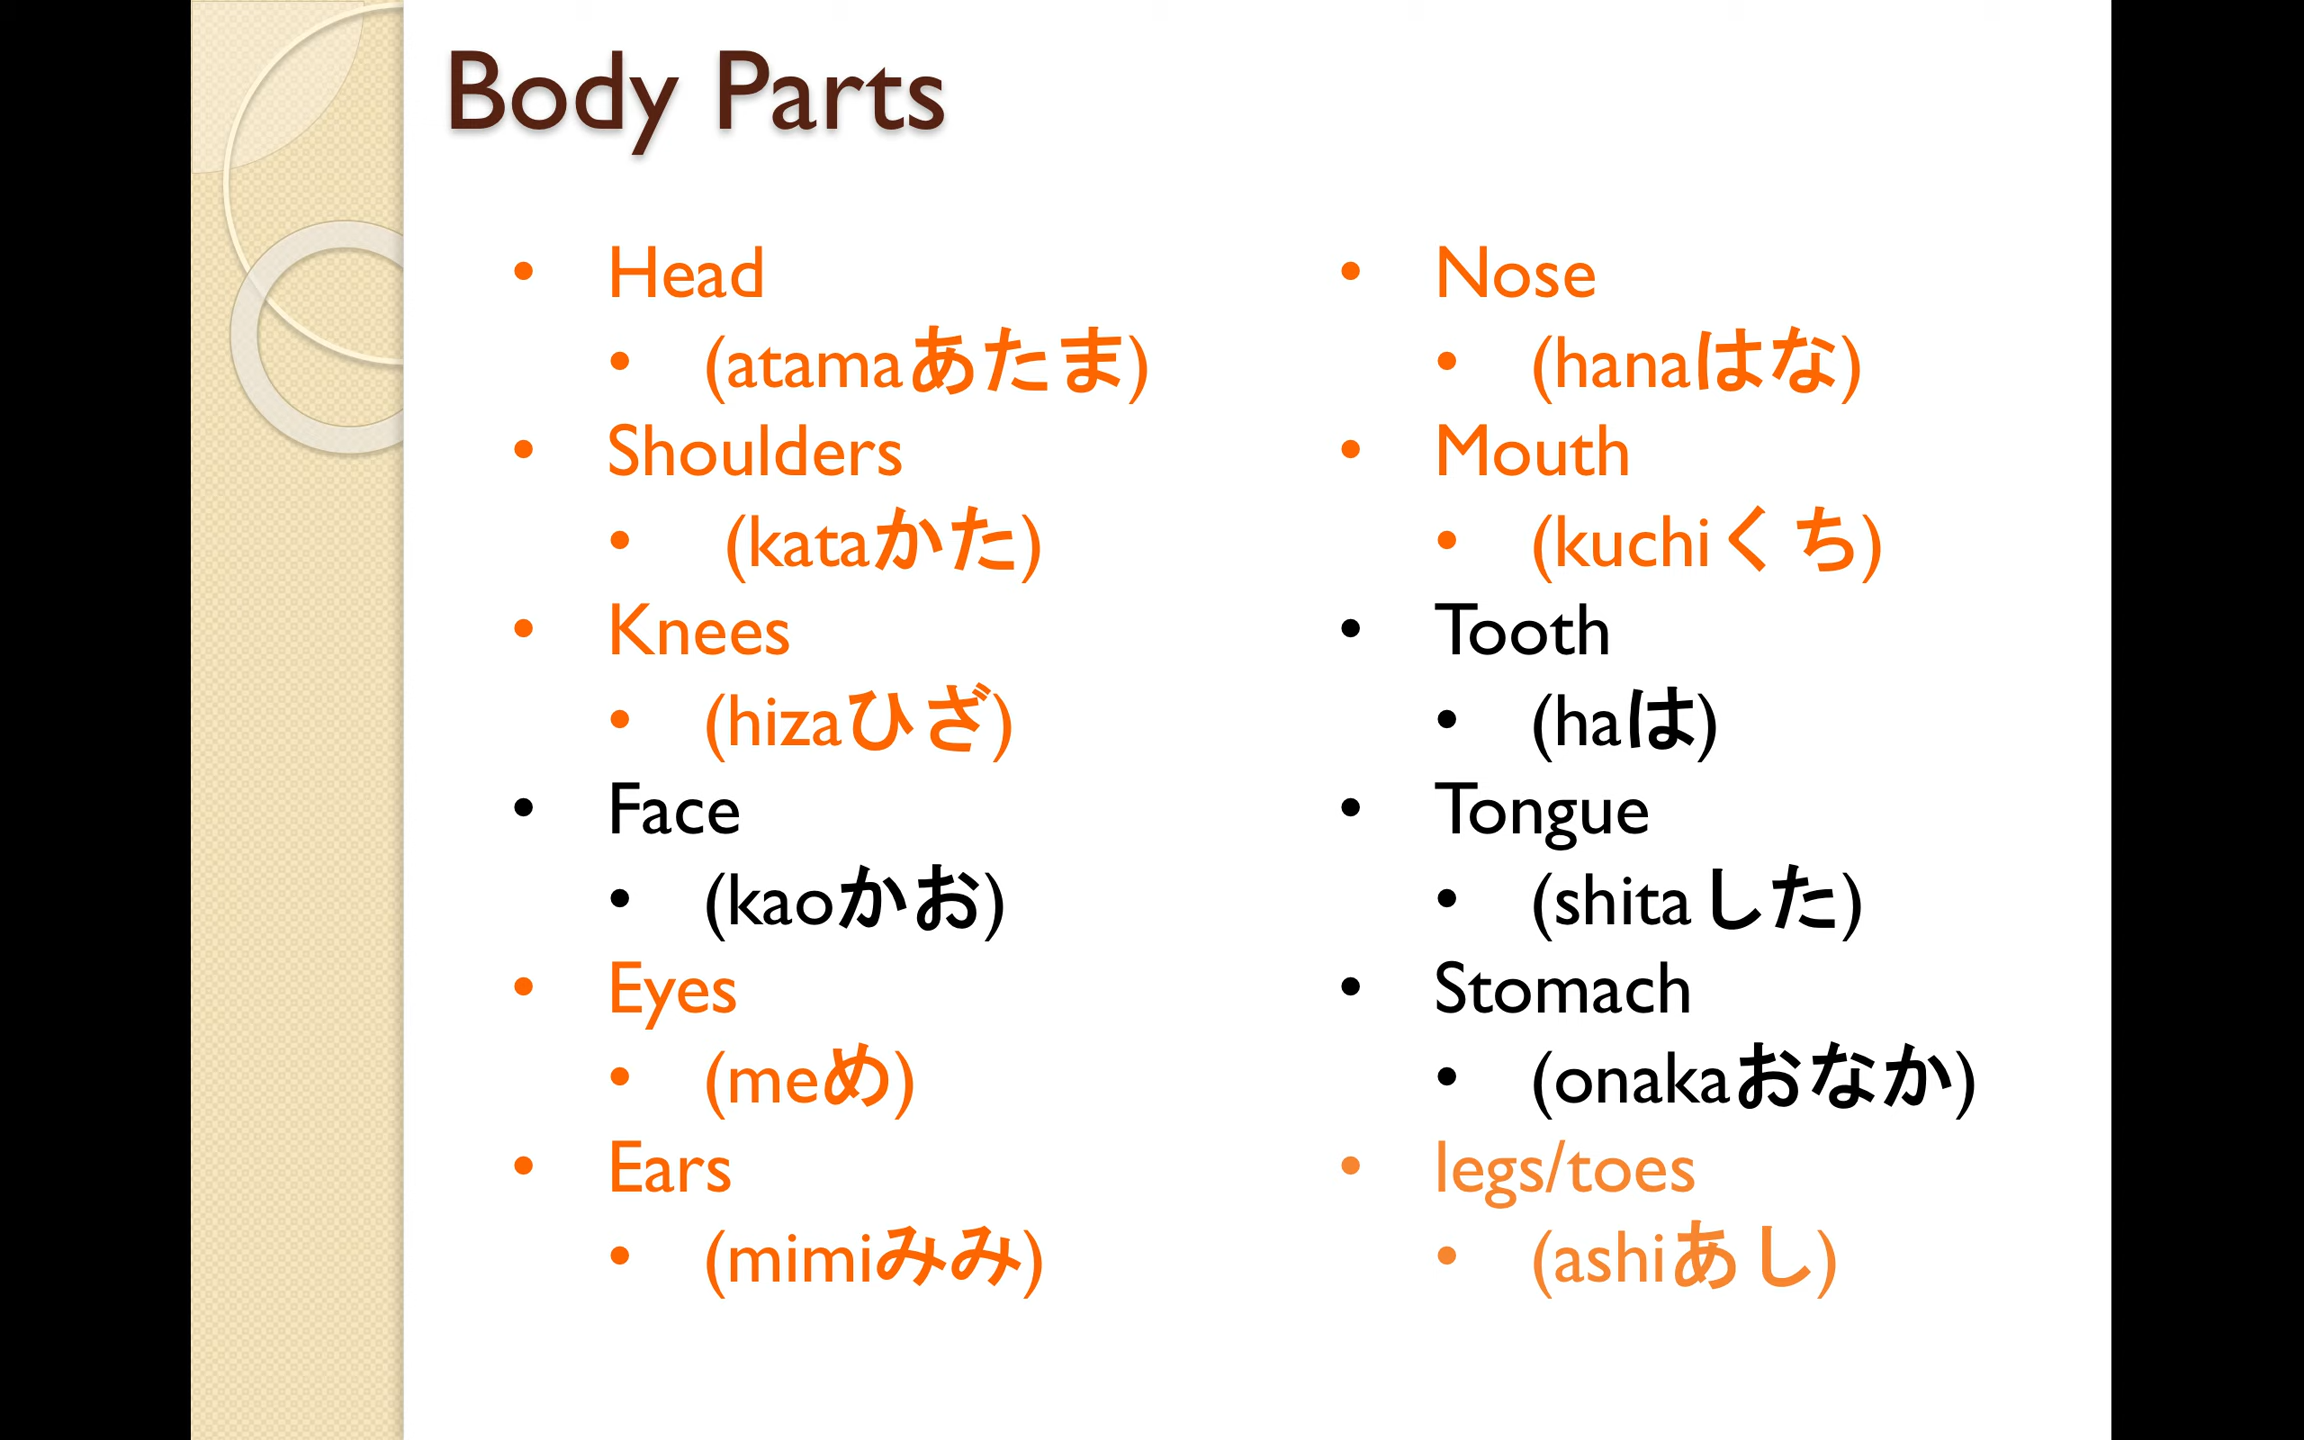 Body Parts
Head
(atamaあたま)
Shoulders
(kataかた)
Knees
(hizaひざ)
Face
(kaoかお)
Eyes
(meめ)
Ears
(mimiみみ)
Nose
(hanaはな)
Mouth
(kuchiくち)
Tooth
(haは)
Tongue
(shitaした)
Stomach
(onakaおなか)
legs/toes
(ashiあし)